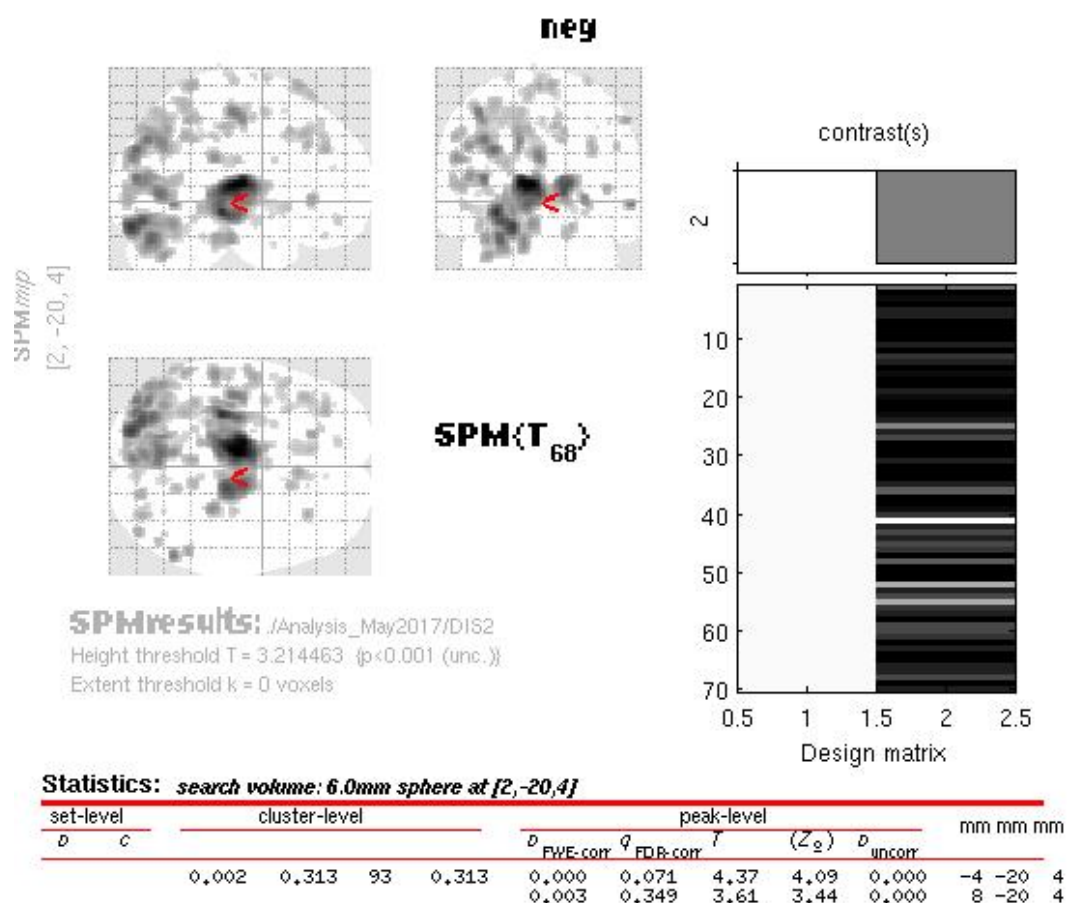 neg
contrast(s)
2
SPMmip
[2, -20, 4]
SPM{T68}
10
20
30
40
50
60
70
0.5 1 1.5 2 2.5
Design matrix
SPMresults: ./Analysis_May2017/DIS2
Height threshold T = 3.214463 {p<0.001 (unc.)}
Extent threshold k = 0 voxels
Statistics: search volume: 6.0mm sphere at [2,-20,4]
set-level cluster-level peak-level mm mm mm
p c p FWE-corr q FDR-corr T (Z≡) p uncorr
0.002 0.313 93 0.313 0.000 0.071 4.37 4.09 0.000 -4 -20 4
0.003 0.349 3.61 3.44 0.000 8 -20 4